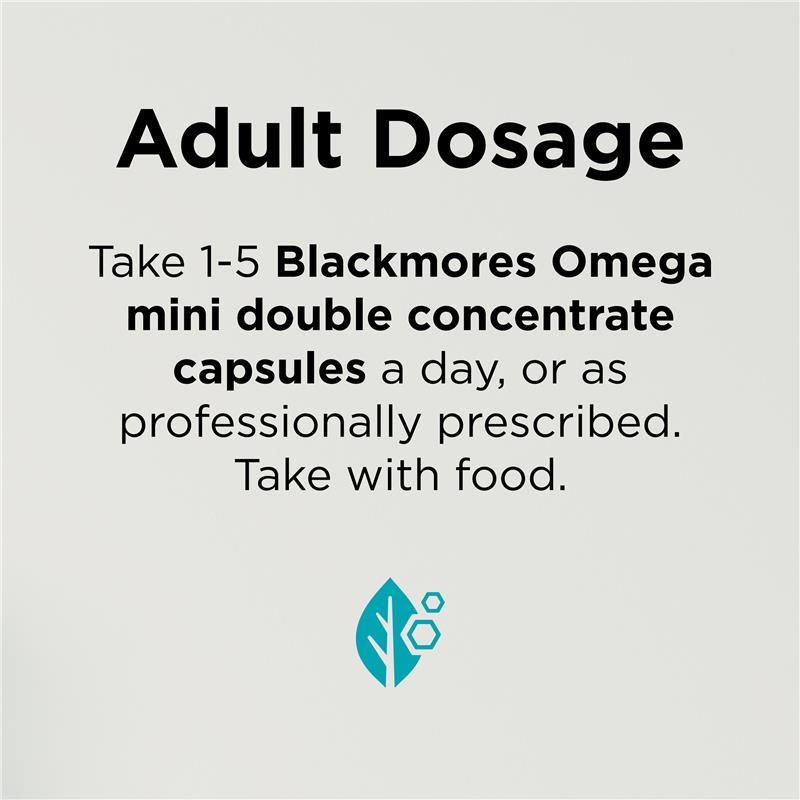 Adult Dosage
Take 1-5 Blackmores Omega
mini double concentrate
capsules a day, or as
professionally prescribed.
Take with food.